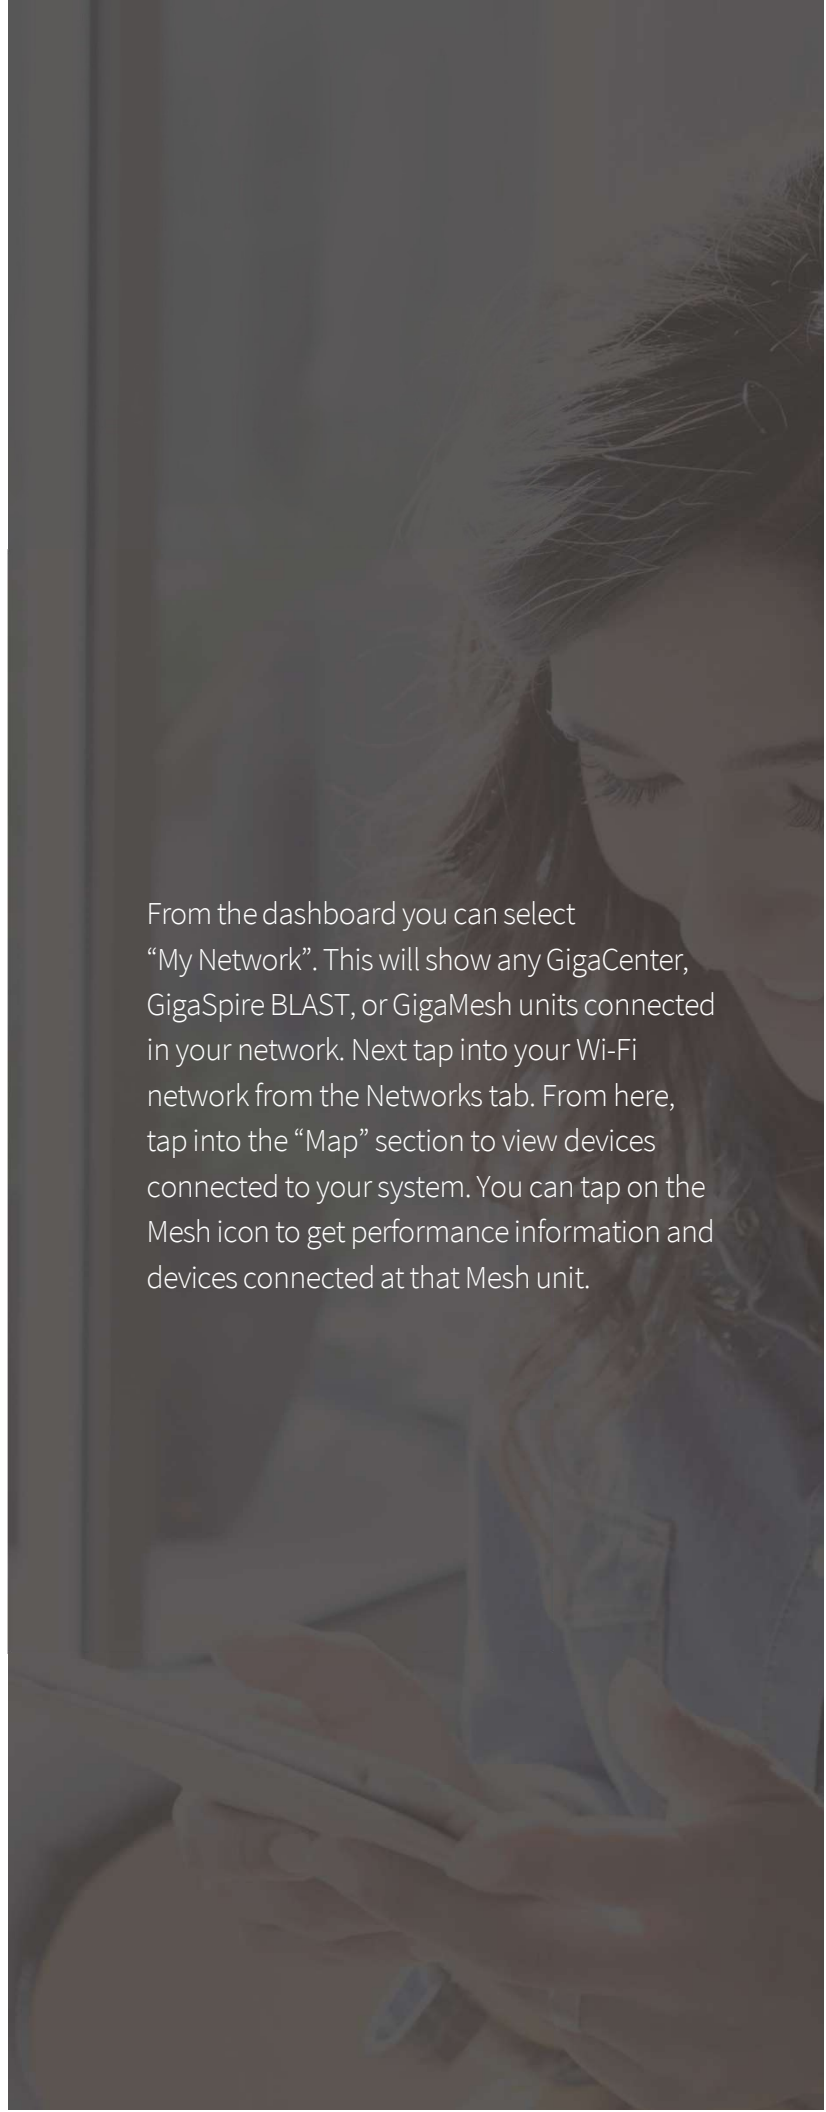 From the dashboard you can select
“My Network”. This will show any GigaCenter,
GigaSpire BLAST, or GigaMesh units connected
in your network. Next tap into your Wi-Fi
network from the Networks tab. From here,
tap into the “Map” section to view devices
connected to your system. You can tap on the
Mesh icon to get performance information and
devices connected at that Mesh unit.